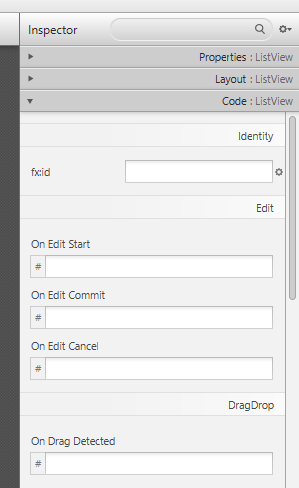 Inspector
Properties : ListView
Layout : ListView
Code : ListView
Identity
fx:id
Edit
On Edit Start
#
On Edit Commit
#
On Edit Cancel
#
DragDrop
On Drag Detected
#